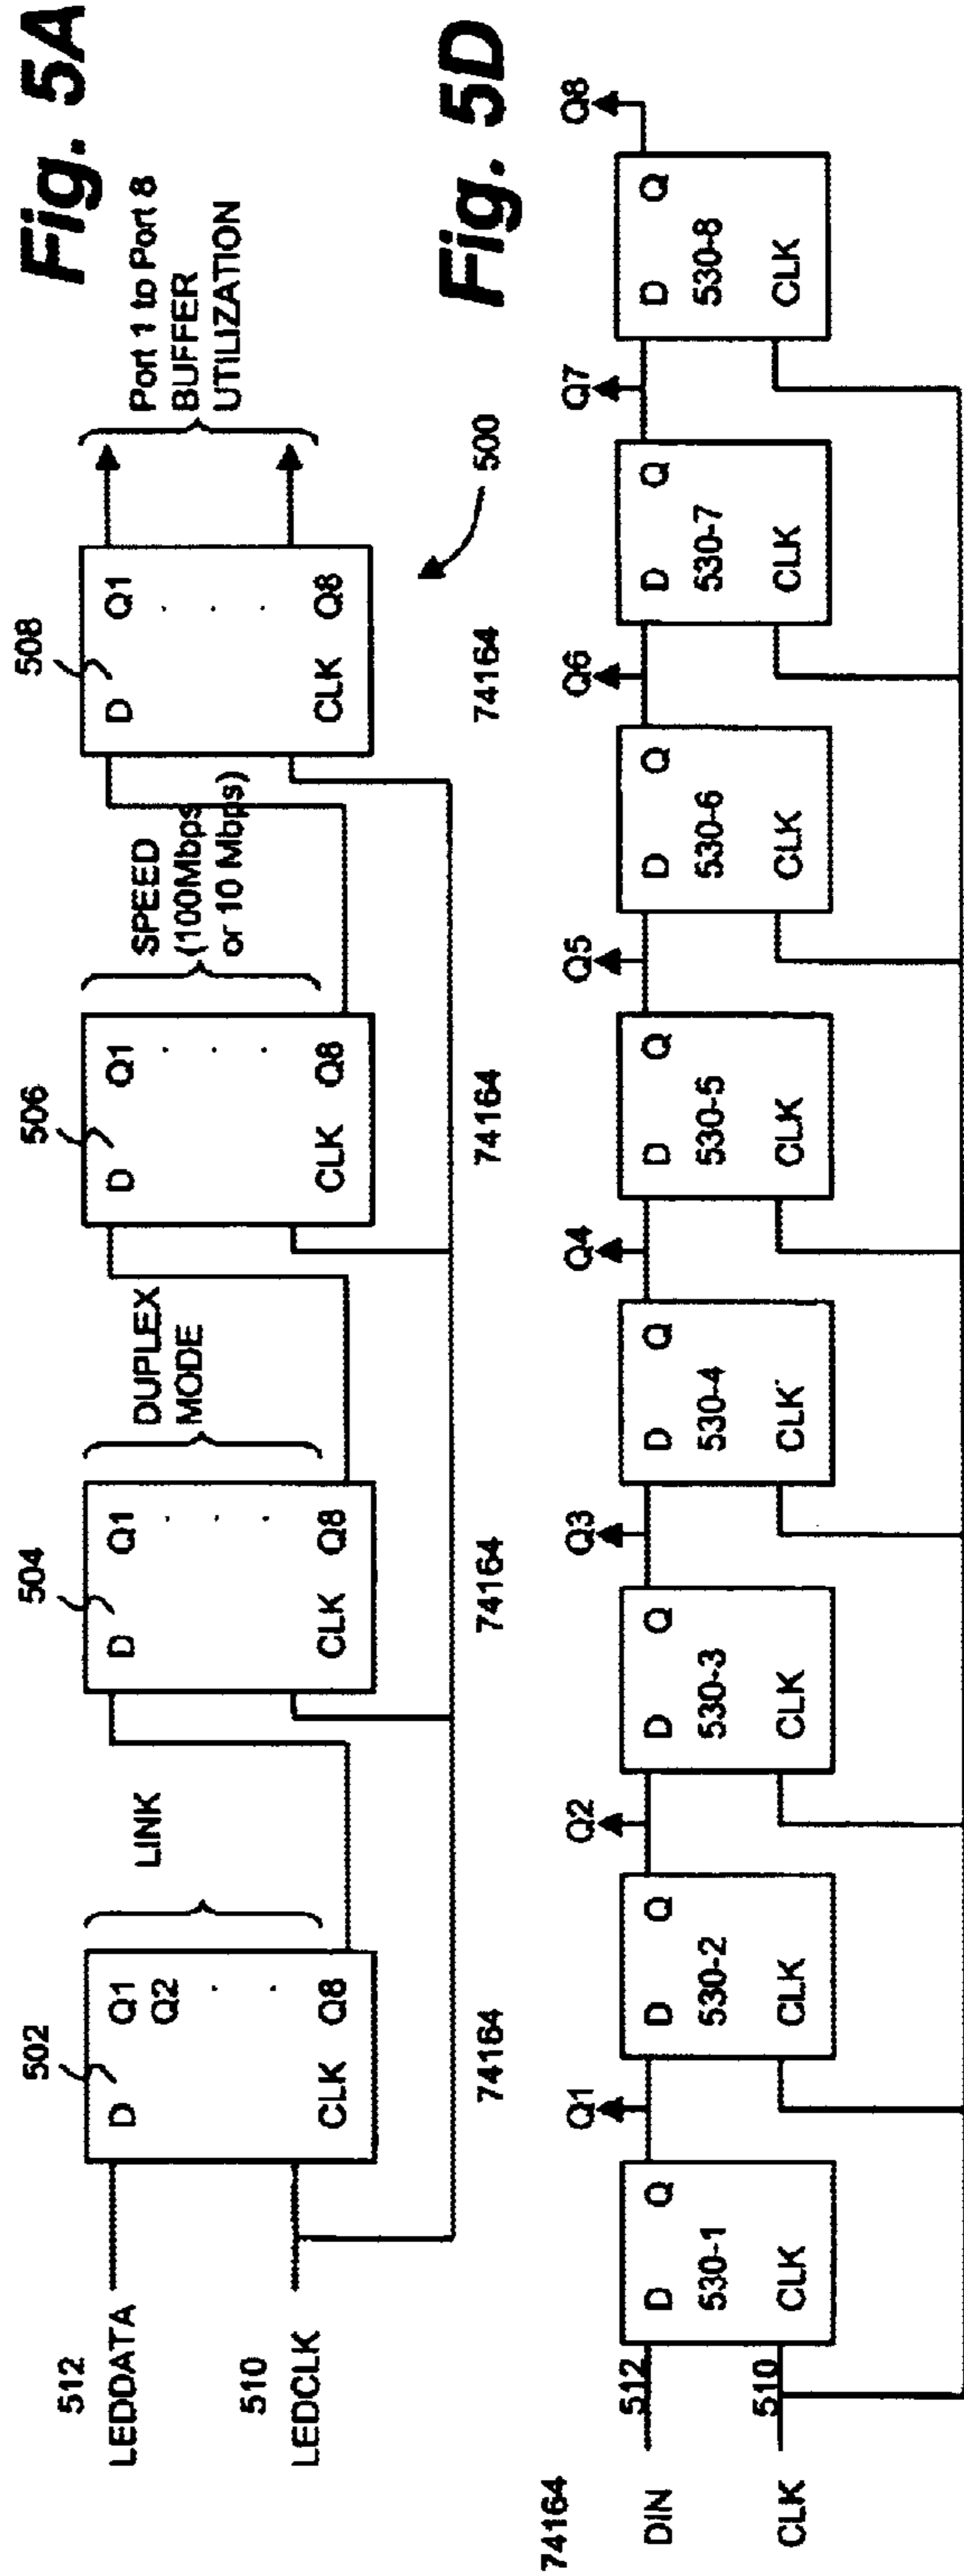 Fig. 5A
502
504
506
508
512
LEDDATA
510
LEDCLK
D
Q1
Q2
CLK
Q8
LINK
D
Q1
CLK
Q8
DUPLEX
MODE
D
Q1
CLK
Q8
SPEED
(100Mbps
or 10 Mbps)
D
Q1
CLK
Q8
Port 1 to Port 8
BUFFER
UTILIZATION
74164
74164
74164
74164
500
Fig. 5D
74164
DIN
512
CLK
510
Q1
Q2
Q3
Q4
Q5
Q6
Q7
Q8
D Q
530-1
CLK
D Q
530-2
CLK
D Q
530-3
CLK
D Q
530-4
CLK
D Q
530-5
CLK
D Q
530-6
CLK
D Q
530-7
CLK
D Q
530-8
CLK